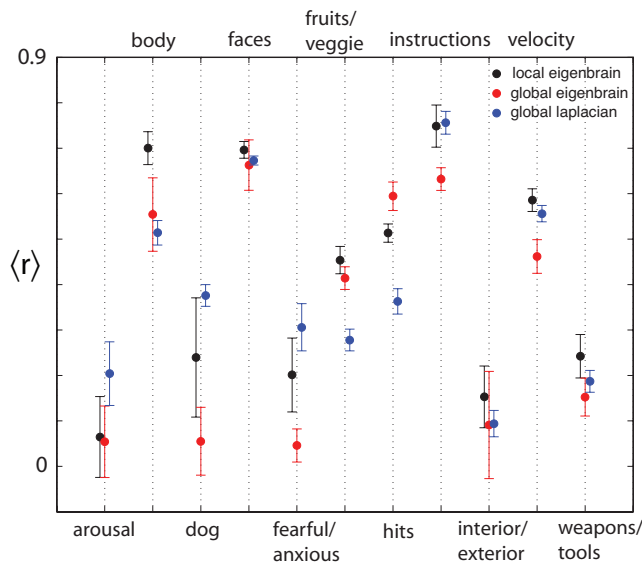 fruits/
body faces veggie instructions velocity
0.9
local eigenbrain
global eigenbrain
global laplacian
⟨r⟩
0
arousal dog fearful/ hits interior/ weapons/
anxious exterior tools